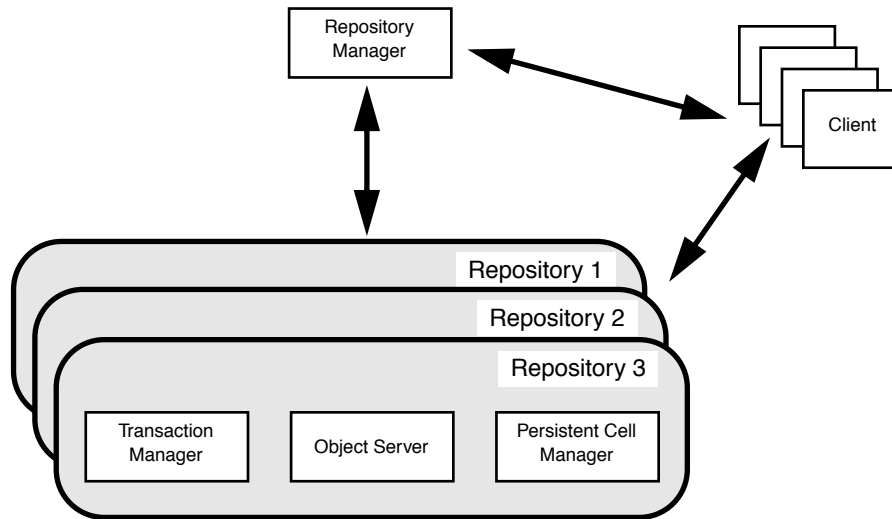 Repository
Manager
Client
Repository 1
Repository 2
Repository 3
Transaction
Manager
Object Server
Persistent Cell
Manager